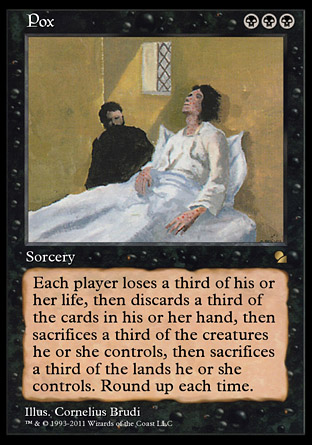 Pox
Sorcery
Each player loses a third of his or
her life, then discards a third of
the cards in his or her hand, then
sacrifices a third of the creatures
he or she controls, then sacrifices
a third of the lands he or she
controls. Round up each time.
Illus. Cornelius Brudi
™ & © 1993-2011 Wizards of the Coast LLC